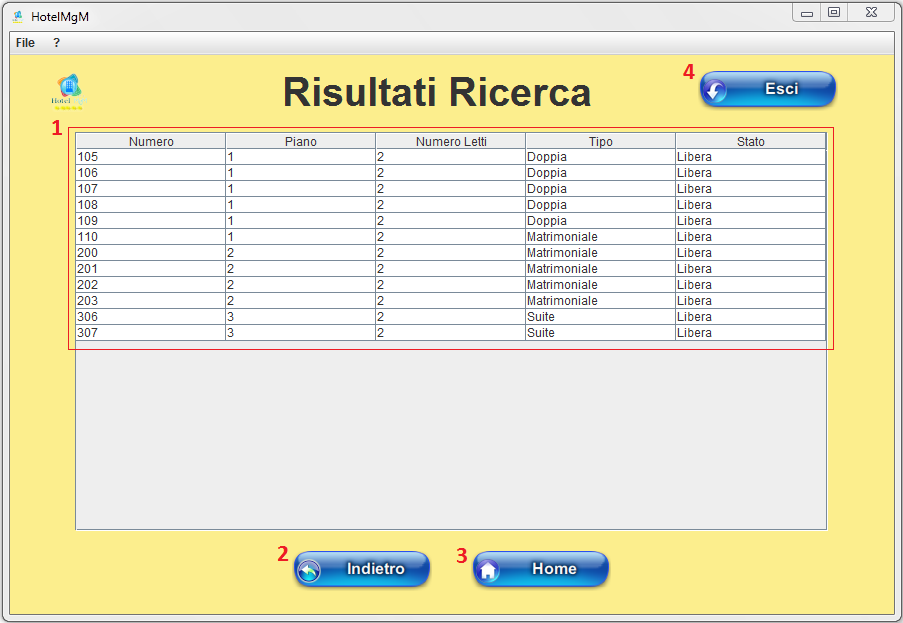 HotelMgM
File ?
Hotel
Risultati Ricerca
4 Esci
1
Numero Piano Numero Letti Tipo Stato
105 1 2 Doppia Libera
106 1 2 Doppia Libera
107 1 2 Doppia Libera
108 1 2 Doppia Libera
109 1 2 Doppia Libera
110 1 2 Matrimoniale Libera
200 2 2 Matrimoniale Libera
201 2 2 Matrimoniale Libera
202 2 2 Matrimoniale Libera
203 2 2 Matrimoniale Libera
306 3 2 Suite Libera
307 3 2 Suite Libera
2 Indietro 3 Home